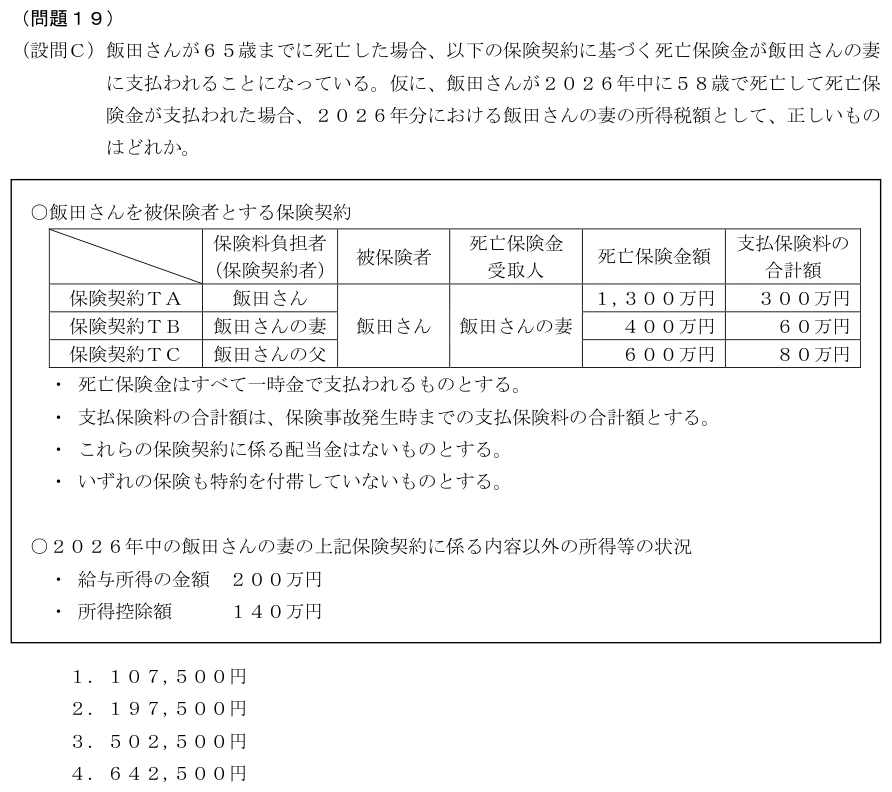 （問題１９）
（設問Ｃ）飯田さんが６５歳までに死亡した場合、以下の保険契約に基づく死亡保険金が飯田さんの妻
に支払われることになっている。仮に、飯田さんが２０２６年中に５８歳で死亡して死亡保
険金が支払われた場合、２０２６年分における飯田さんの妻の所得税額として、正しいもの
はどれか。
○飯田さんを被保険者とする保険契約
保険料負担者 死亡保険金 支払保険料の
（保険契約者） 被保険者 受取人 死亡保険金額 合計額
保険契約ＴＡ 飯田さん １，３００万円 ３００万円
保険契約ＴＢ 飯田さんの妻 飯田さん 飯田さんの妻 ４００万円 ６０万円
保険契約ＴＣ 飯田さんの父 ６００万円 ８０万円
・ 死亡保険金はすべて一時金で支払われるものとする。
・ 支払保険料の合計額は、保険事故発生時までの支払保険料の合計額とする。
・ これらの保険契約に係る配当金はないものとする。
・ いずれの保険も特約を付帯していないものとする。
○２０２６年中の飯田さんの妻の上記保険契約に係る内容以外の所得等の状況
・ 給与所得の金額 ２００万円
・ 所得控除額 １４０万円
１．１０７，５００円
２．１９７，５００円
３．５０２，５００円
４．６４２，５００円